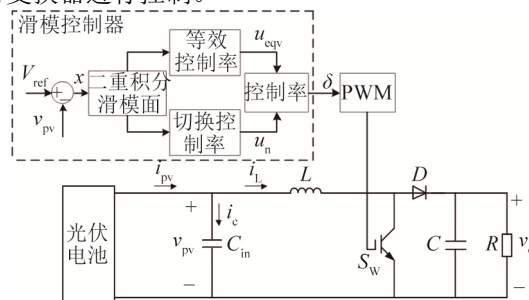 变换器进行控制。
滑模控制器
等效
控制率
u_eqv
V_ref
x
二重积分
滑模面
控制率
δ
PWM
v_pv
切换控
制率
u_n
i_pv
i_L
L
D
+
i_c
+
光伏
电池
v_pv
C_in
S_W
C
R
−
−